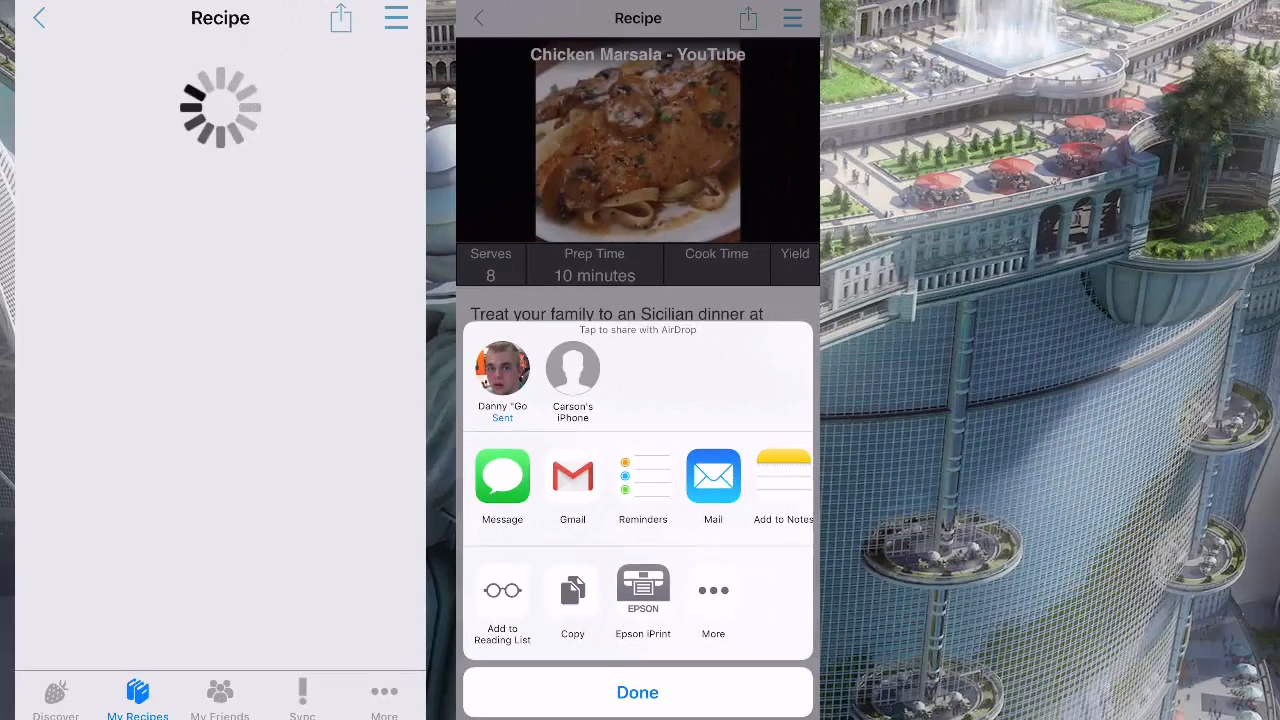 Recipe
Discover
My Recipes
My Friends
Sync
More
Recipe
Chicken Marsala - YouTube
Serves
8
Prep Time
10 minutes
Cook Time
Yield
Treat your family to an Sicilian dinner at
Tap to share with AirDrop
Danny "Go
Sent
Carson's
iPhone
Message
Gmail
Reminders
Mail
Add to Notes
Add to
Reading List
Copy
EPSON
Epson iPrint
More
Done